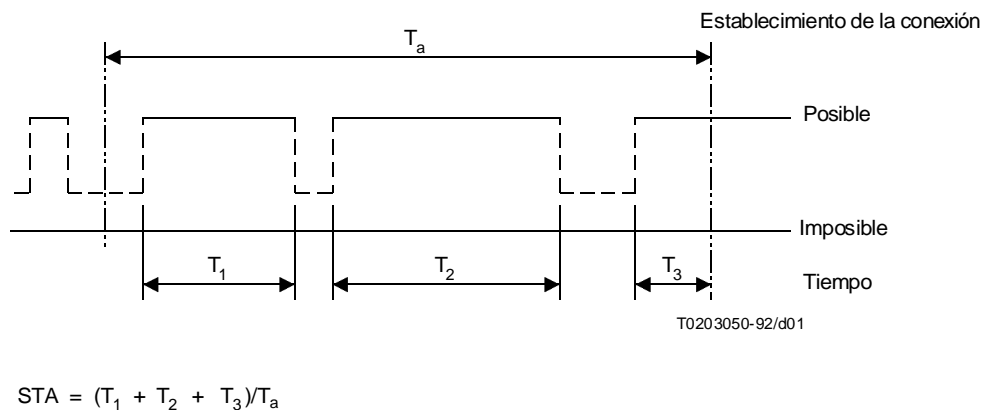 Establecimiento de la conexión
Tₐ
Posible
Imposible
T₁
T₂
T₃
Tiempo
T0203050-92/d01
STA = (T₁ + T₂ + T₃)/Tₐ